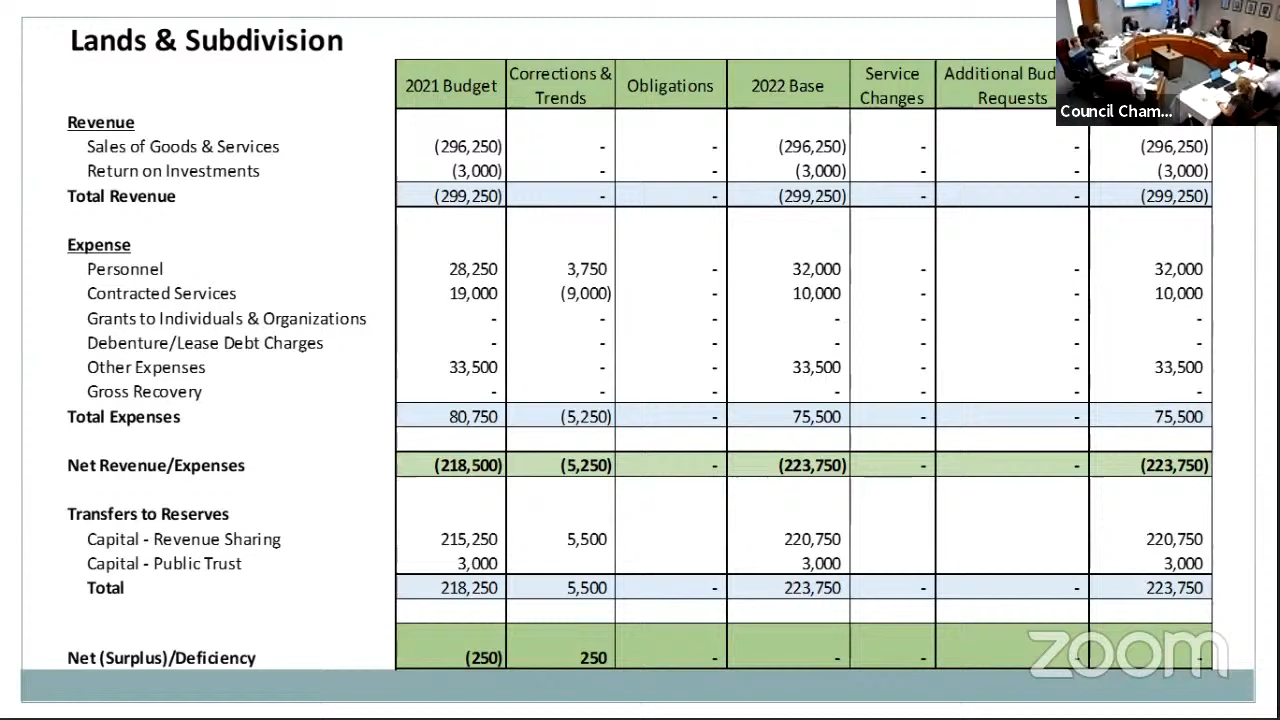 Lands & Subdivision
2021 Budget Corrections & Trends Obligations 2022 Base Service Changes Additional Requests
Revenue
Sales of Goods & Services (296,250) - - (296,250) - - (296,250)
Return on Investments (3,000) - - (3,000) - - (3,000)
Total Revenue (299,250) - - (299,250) - - (299,250)
Expense
Personnel 28,250 3,750 - 32,000 - - 32,000
Contracted Services 19,000 (9,000) - 10,000 - - 10,000
Grants to Individuals & Organizations - - - - - - -
Debenture/Lease Debt Charges - - - - - - -
Other Expenses 33,500 - - 33,500 - - 33,500
Gross Recovery - - - - - - -
Total Expenses 80,750 (5,250) - 75,500 - - 75,500
Net Revenue/Expenses (218,500) (5,250) - (223,750) - - (223,750)
Transfers to Reserves
Capital - Revenue Sharing 215,250 5,500 220,750 220,750
Capital - Public Trust 3,000 3,000 3,000
Total 218,250 5,500 - 223,750 - - 223,750
Net (Surplus)/Deficiency (250) 250 - - - - -
Council Cham...
zoom